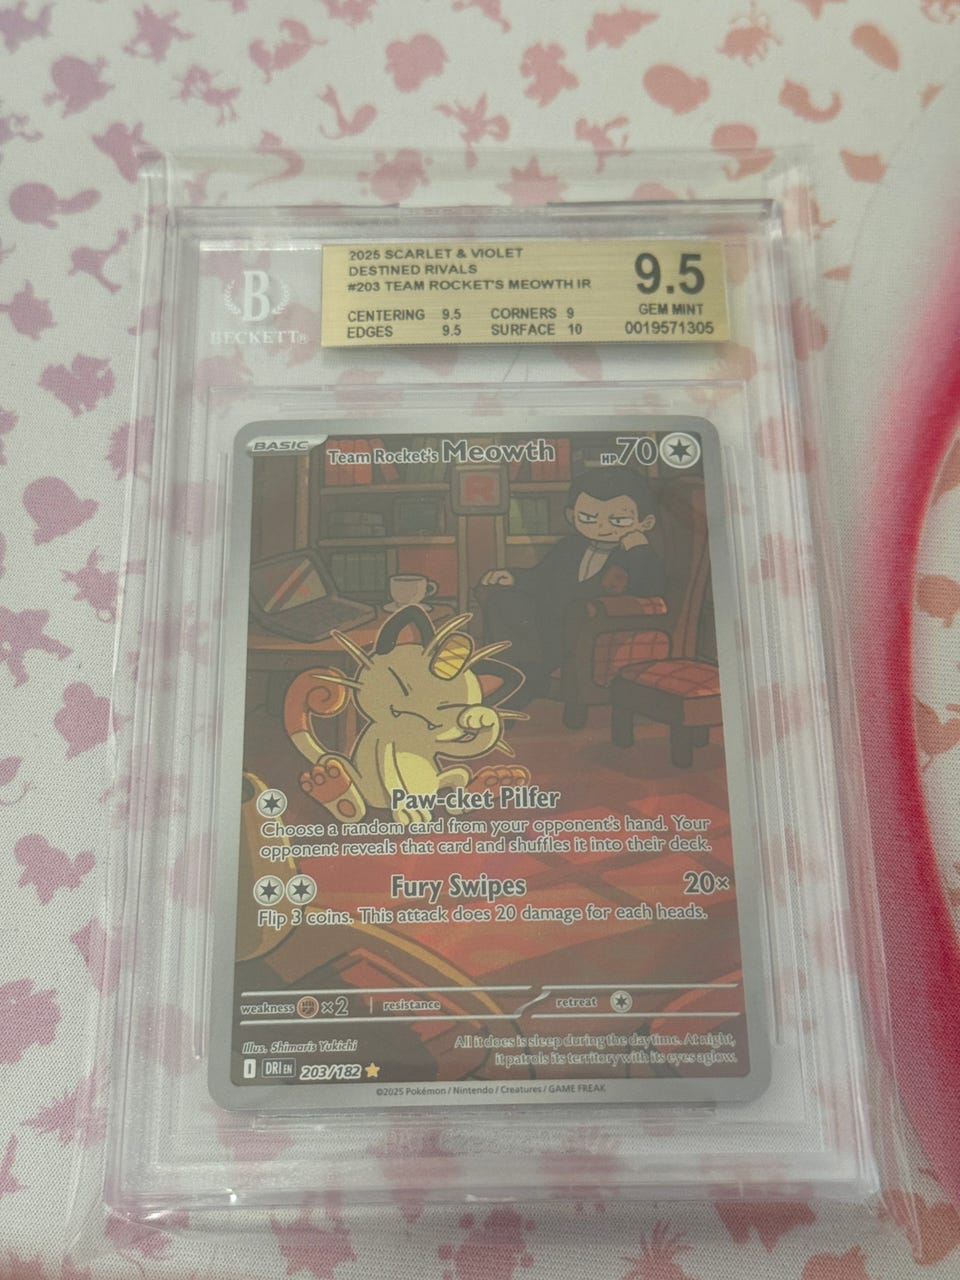 2025 SCARLET & VIOLET
DESTINED RIVALS
#203 TEAM ROCKET'S MEOWTH IR
CENTERING 9.5 CORNERS 9
EDGES 9.5 SURFACE 10
9.5
GEM MINT
0019571305
B
BECKETT®
BASIC
Team Rocket's Meowth
HP70
R
Paw-cket Pilfer
Choose a random card from your opponent's hand. Your
opponent reveals that card and shuffles it into their deck.
Fury Swipes 20×
Flip 3 coins. This attack does 20 damage for each heads.
weakness ×2 resistance retreat
Illus. Shimaris Yukichi
All it does is sleep during the daytime. At night,
it patrols its territory with its eyes aglow.
I DRI EN 203/182
©2025 Pokémon / Nintendo / Creatures / GAME FREAK